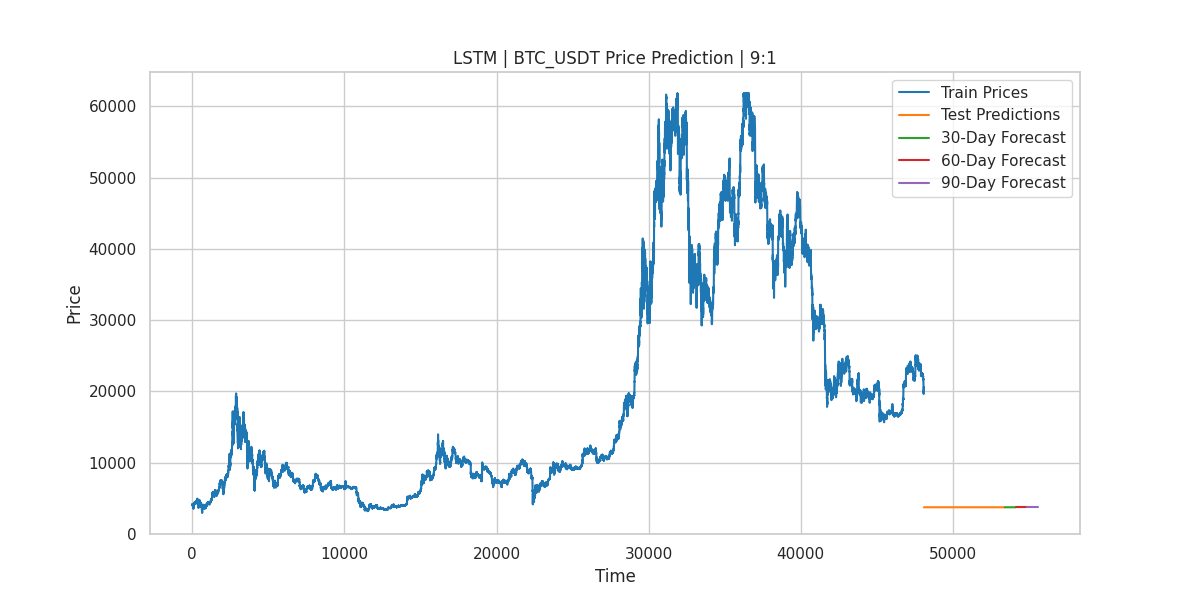 LSTM | BTC_USDT Price Prediction | 9:1
Train Prices
Test Predictions
30-Day Forecast
60-Day Forecast
90-Day Forecast
60000
50000
40000
30000
20000
10000
0
Price
0 10000 20000 30000 40000 50000
Time